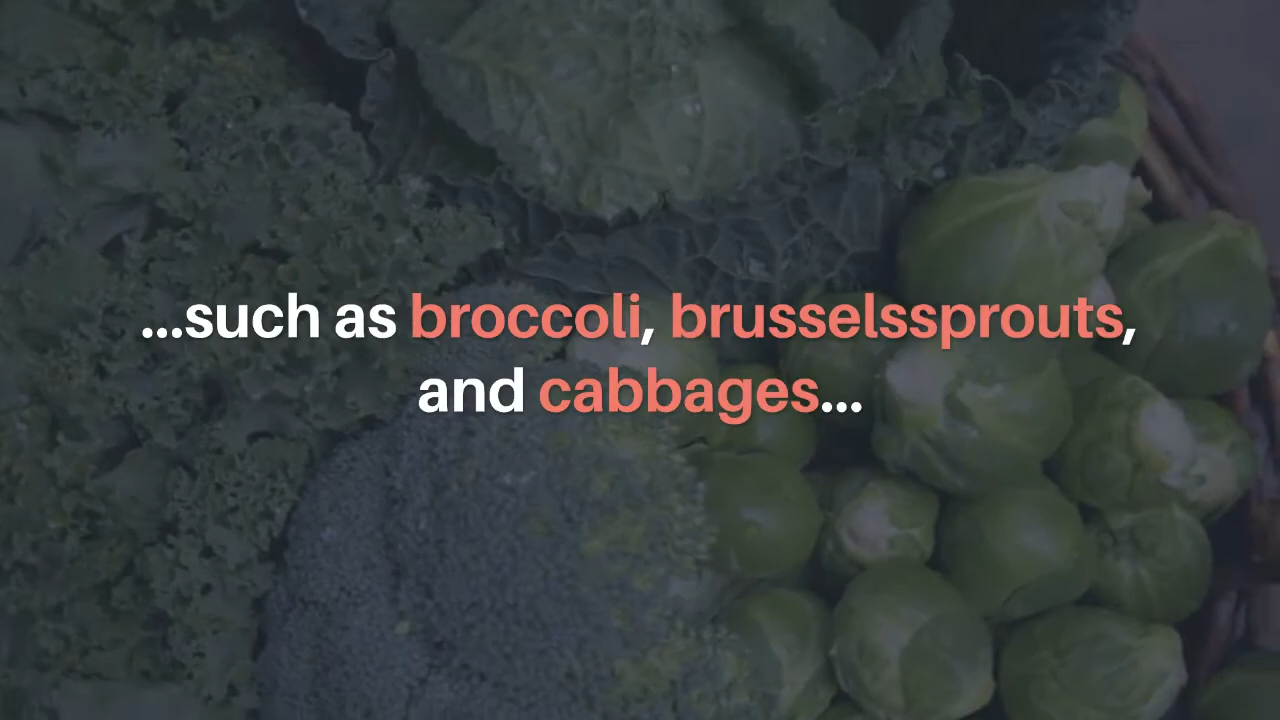 ...such as broccoli, brusselssprouts,
and cabbages...